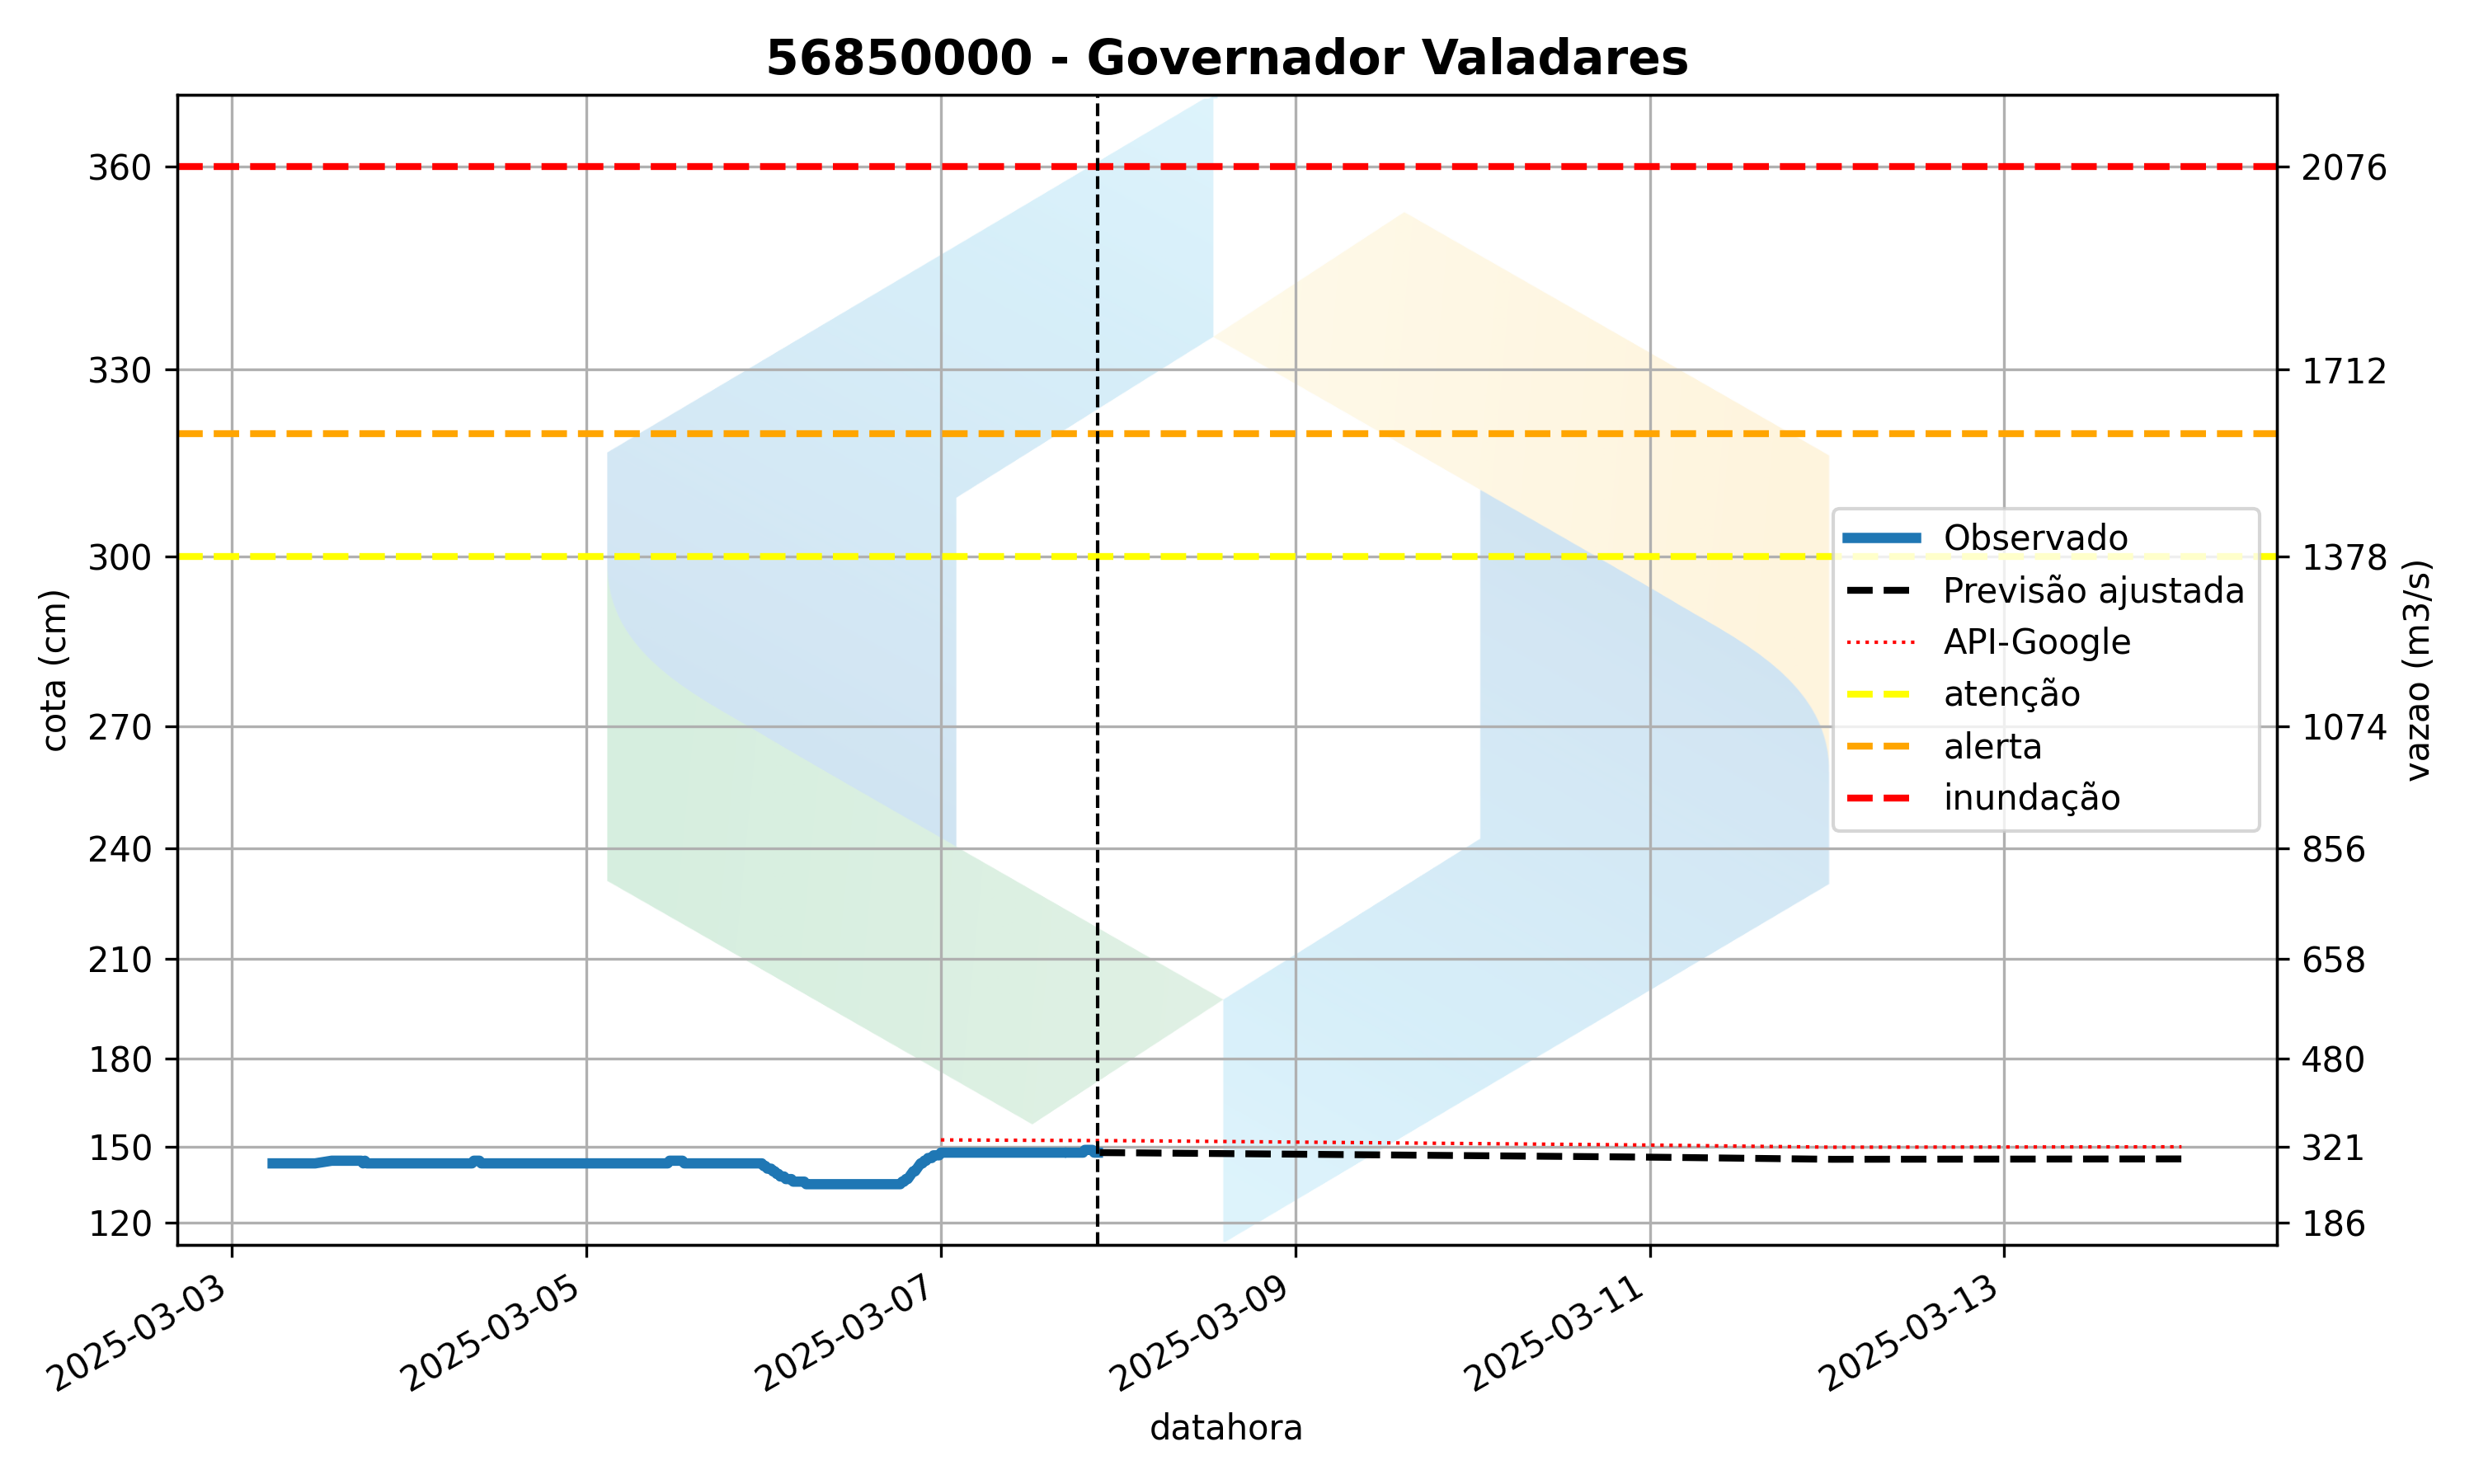 56850000 - Governador Valadares
cota (cm)
360
330
300
270
240
210
180
150
120
2076
1712
1378
1074
856
658
480
321
186
vazao (m3/s)
Observado
Previsão ajustada
API-Google
atenção
alerta
inundação
2025-03-03
2025-03-05
2025-03-07
2025-03-09
2025-03-11
2025-03-13
datahora